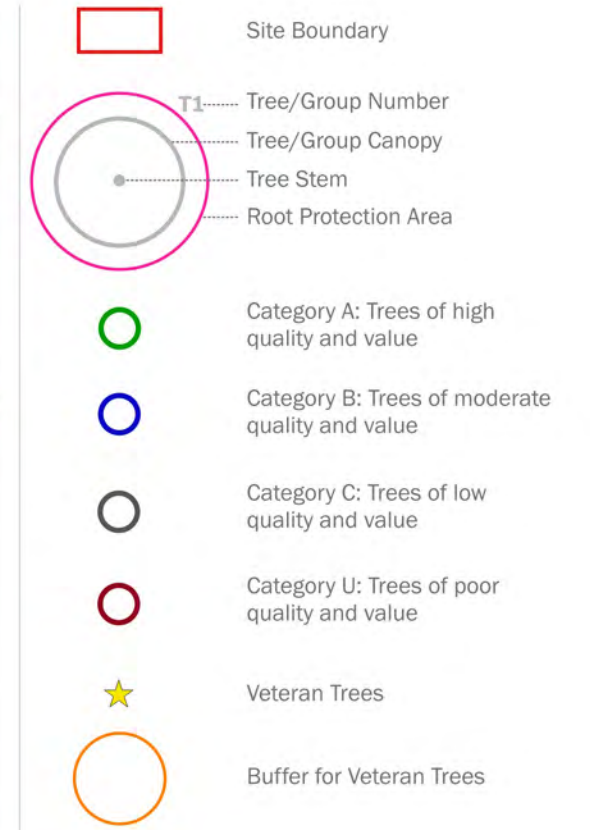 Site Boundary
T1
Tree/Group Number
Tree/Group Canopy
Tree Stem
Root Protection Area
Category A: Trees of high
quality and value
Category B: Trees of moderate
quality and value
Category C: Trees of low
quality and value
Category U: Trees of poor
quality and value
Veteran Trees
Buffer for Veteran Trees